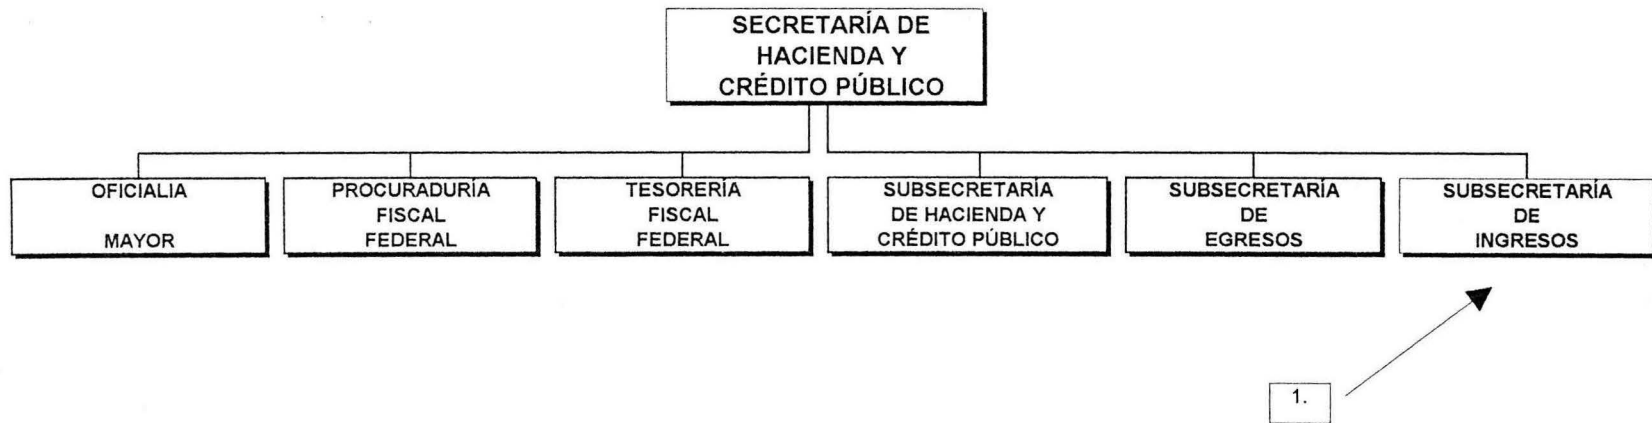 SECRETARÍA DE
HACIENDA Y
CRÉDITO PÚBLICO
OFICIALIA
MAYOR
PROCURADURÍA
FISCAL
FEDERAL
TESORERÍA
FISCAL
FEDERAL
SUBSECRETARÍA
DE HACIENDA Y
CRÉDITO PÚBLICO
SUBSECRETARÍA
DE
EGRESOS
SUBSECRETARÍA
DE
INGRESOS
1.